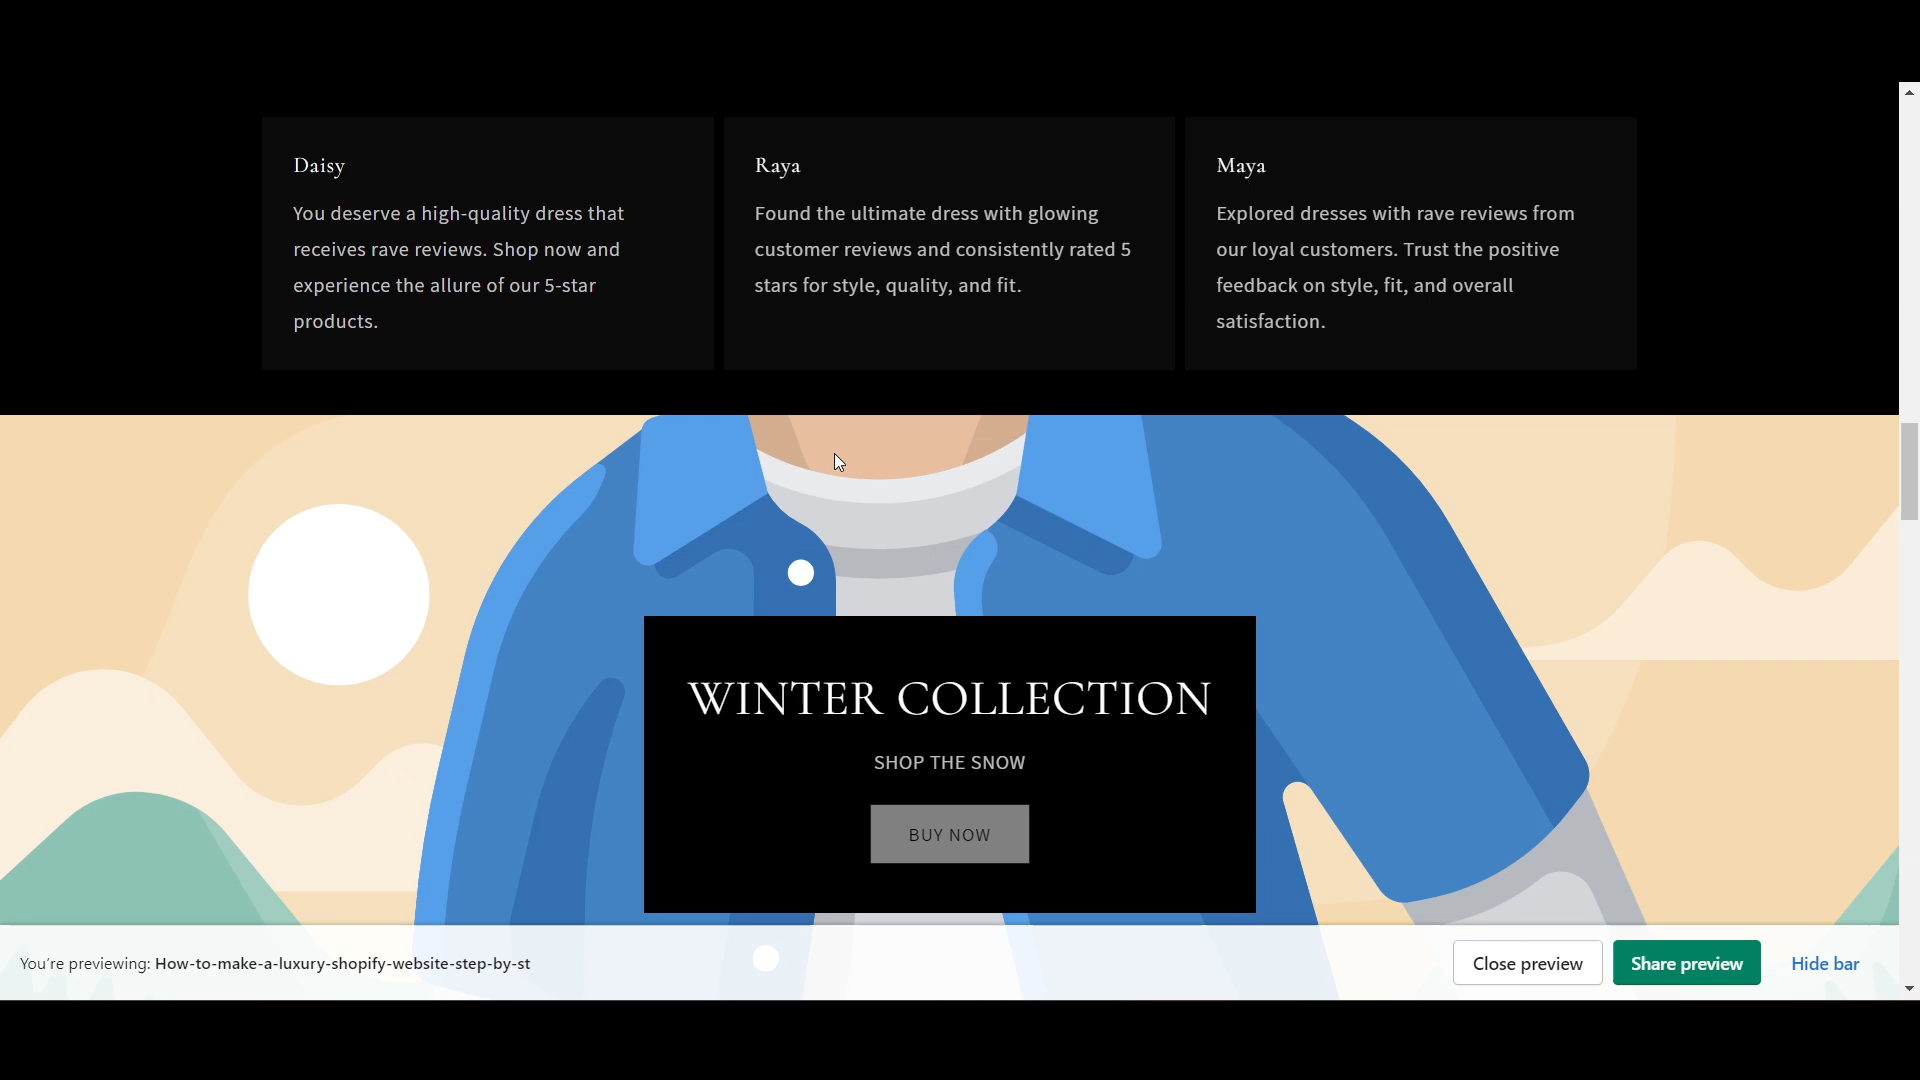 Daisy
You deserve a high-quality dress that
receives rave reviews. Shop now and
experience the allure of our 5-star
products.
Raya
Found the ultimate dress with glowing
customer reviews and consistently rated 5
stars for style, quality, and fit.
Maya
Explored dresses with rave reviews from
our loyal customers. Trust the positive
feedback on style, fit, and overall
satisfaction.
WINTER COLLECTION
SHOP THE SNOW
BUY NOW
You're previewing: How-to-make-a-luxury-shopify-website-step-by-st
Close preview
Share preview
Hide bar